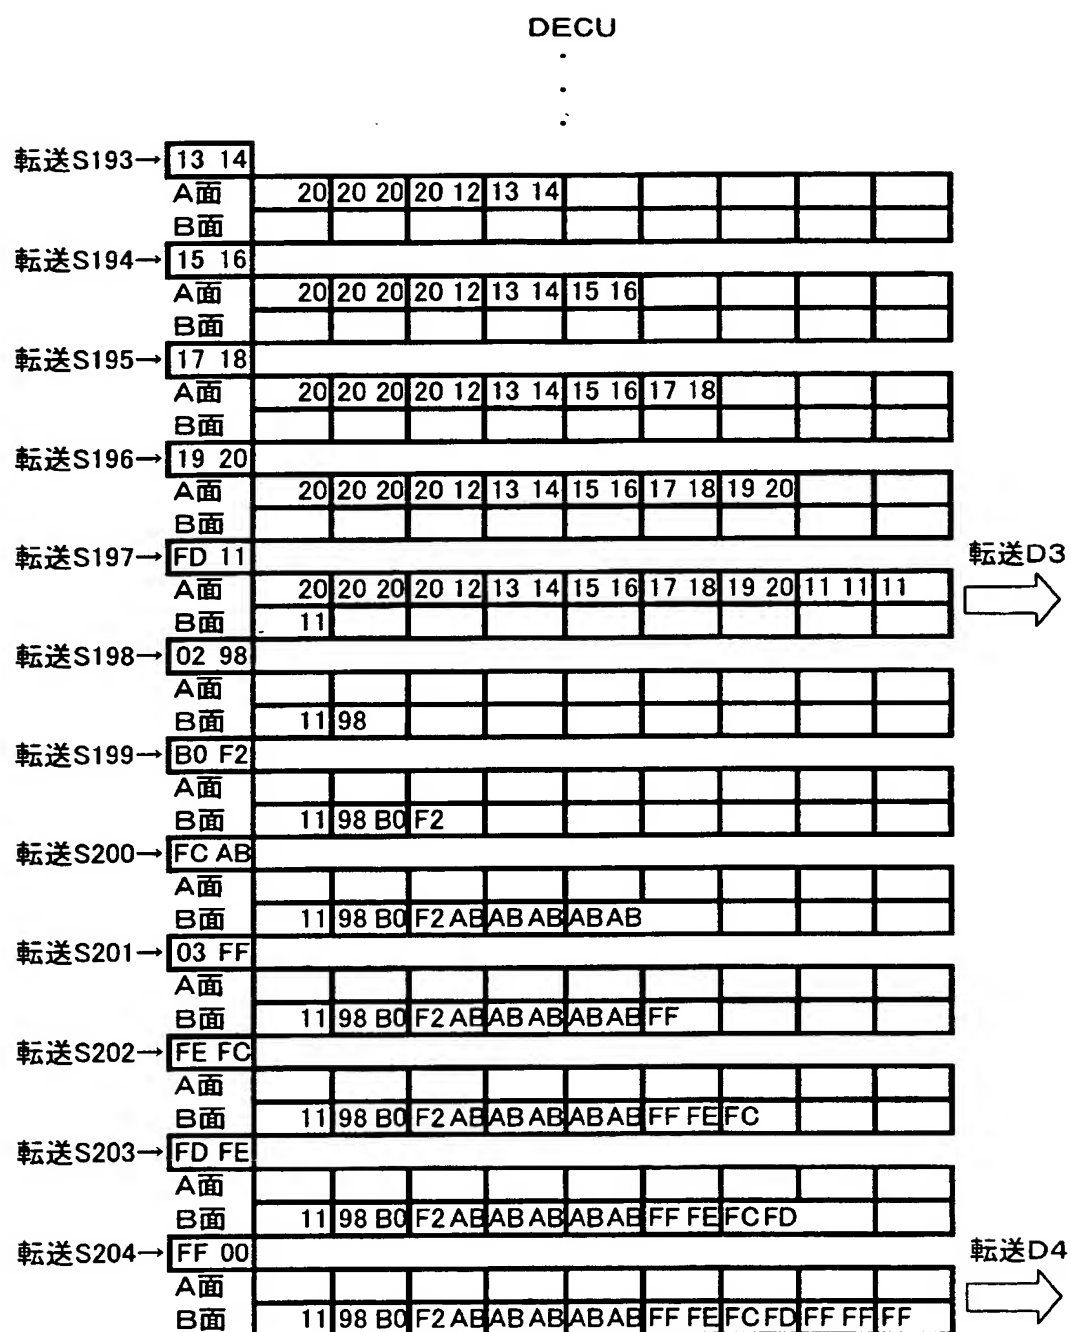 DECU
転送S193→ 13 14
A面 20 20 20 20 12 13 14
B面
転送S194→ 15 16
A面 20 20 20 20 12 13 14 15 16
B面
転送S195→ 17 18
A面 20 20 20 20 12 13 14 15 16 17 18
B面
転送S196→ 19 20
A面 20 20 20 20 12 13 14 15 16 17 18 19 20
B面
転送S197→ FD 11 転送D3
A面 20 20 20 20 12 13 14 15 16 17 18 19 20 11 11 11
B面 11
転送S198→ 02 98
A面
B面 11 98
転送S199→ B0 F2
A面
B面 11 98 B0 F2
転送S200→ FC AB
A面
B面 11 98 B0 F2 AB AB AB AB AB
転送S201→ 03 FF
A面
B面 11 98 B0 F2 AB AB AB AB AB FF
転送S202→ FE FC
A面
B面 11 98 B0 F2 AB AB AB AB AB FF FE FC
転送S203→ FD FE
A面
B面 11 98 B0 F2 AB AB AB AB AB FF FE FC FD
転送S204→ FF 00 転送D4
A面
B面 11 98 B0 F2 AB AB AB AB AB FF FE FC FD FF FF FF